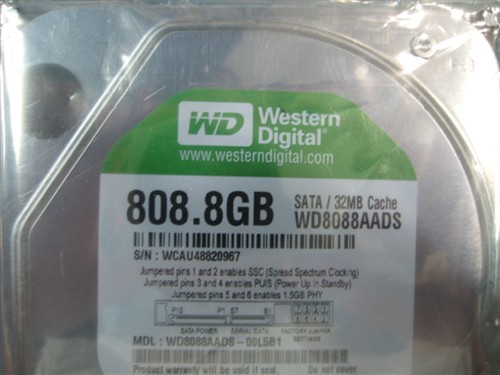 WD Western Digital®
www.westerndigital.com
808.8GB SATA / 32MB Cache
WD8088AADS
S/N : WCAU48820967
Jumpered pins 1 and 2 enables SSC (Spread Spectrum Clocking)
Jumpered pins 3 and 4 enables PUIS (Power Up in Standby)
Jumpered pins 5 and 6 enables 1.5GB PHY
SATA POWER SERIAL DATA FACTORY JUMPER SETTINGS
MDL : WD8088AADS-00L5B1
Product warranty will be void if Do not cover